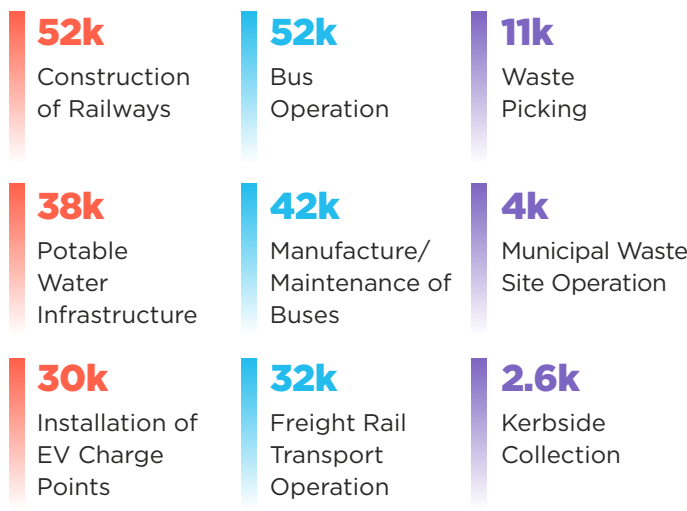 52k
Construction
of Railways
52k
Bus
Operation
11k
Waste
Picking
38k
Potable
Water
Infrastructure
42k
Manufacture/
Maintenance of
Buses
4k
Municipal Waste
Site Operation
30k
Installation of
EV Charge
Points
32k
Freight Rail
Transport
Operation
2.6k
Kerbside
Collection